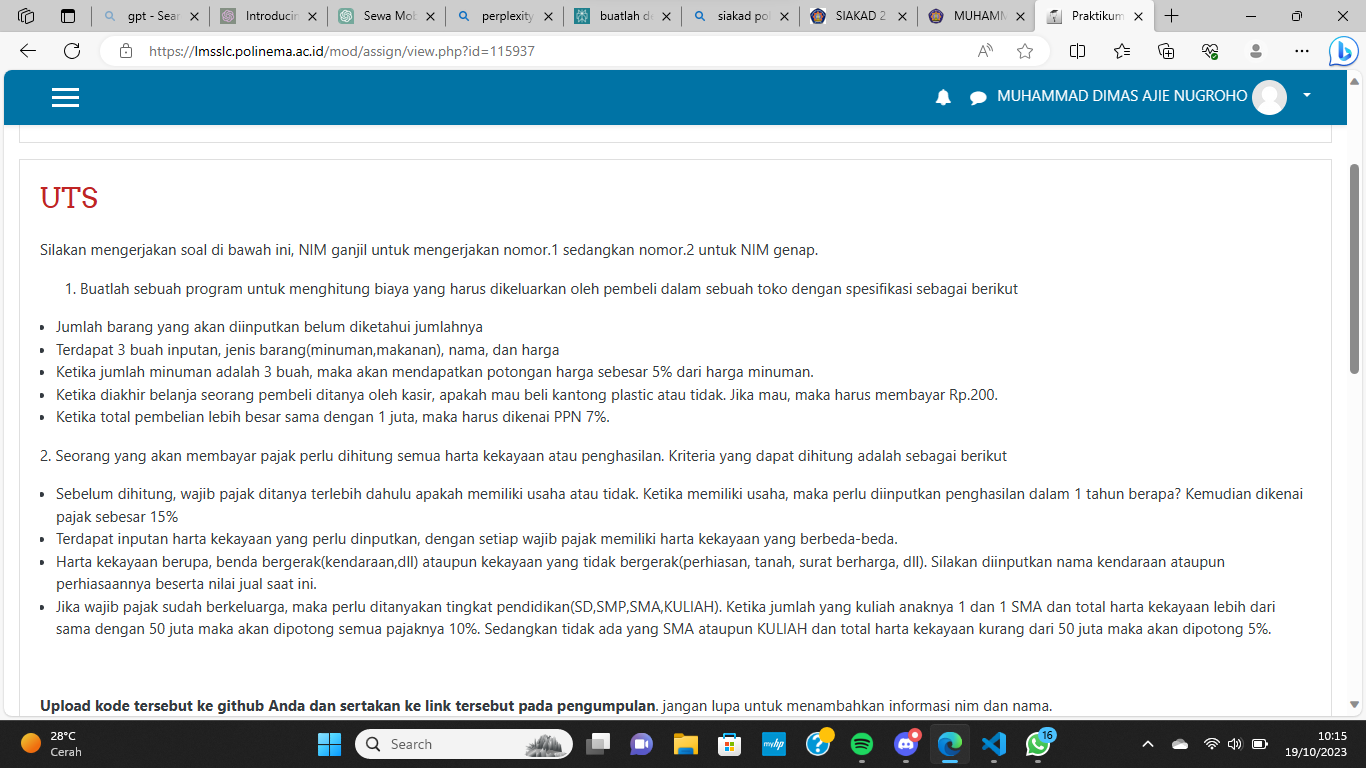 gpt - Sear
Introducin
Sewa Mob
perplexity
buatlah de
siakad pol
SIAKAD 2
MUHAMM
Praktikum
https://lmsslc.polinema.ac.id/mod/assign/view.php?id=115937
MUHAMMAD DIMAS AJIE NUGROHO
UTS
Silakan mengerjakan soal di bawah ini, NIM ganjil untuk mengerjakan nomor.1 sedangkan nomor.2 untuk NIM genap.
1. Buatlah sebuah program untuk menghitung biaya yang harus dikeluarkan oleh pembeli dalam sebuah toko dengan spesifikasi sebagai berikut
• Jumlah barang yang akan diinputkan belum diketahui jumlahnya
• Terdapat 3 buah inputan, jenis barang(minuman,makanan), nama, dan harga
• Ketika jumlah minuman adalah 3 buah, maka akan mendapatkan potongan harga sebesar 5% dari harga minuman.
• Ketika diakhir belanja seorang pembeli ditanya oleh kasir, apakah mau beli kantong plastic atau tidak. Jika mau, maka harus membayar Rp.200.
• Ketika total pembelian lebih besar sama dengan 1 juta, maka harus dikenai PPN 7%.
2. Seorang yang akan membayar pajak perlu dihitung semua harta kekayaan atau penghasilan. Kriteria yang dapat dihitung adalah sebagai berikut
• Sebelum dihitung, wajib pajak ditanya terlebih dahulu apakah memiliki usaha atau tidak. Ketika memiliki usaha, maka perlu diinputkan penghasilan dalam 1 tahun berapa? Kemudian dikenai
pajak sebesar 15%
• Terdapat inputan harta kekayaan yang perlu dinputkan, dengan setiap wajib pajak memiliki harta kekayaan yang berbeda-beda.
• Harta kekayaan berupa, benda bergerak(kendaraan,dll) ataupun kekayaan yang tidak bergerak(perhiasan, tanah, surat berharga, dll). Silakan diinputkan nama kendaraan ataupun
perhiasaannya beserta nilai jual saat ini.
• Jika wajib pajak sudah berkeluarga, maka perlu ditanyakan tingkat pendidikan(SD,SMP,SMA,KULIAH). Ketika jumlah yang kuliah anaknya 1 dan 1 SMA dan total harta kekayaan lebih dari
sama dengan 50 juta maka akan dipotong semua pajaknya 10%. Sedangkan tidak ada yang SMA ataupun KULIAH dan total harta kekayaan kurang dari 50 juta maka akan dipotong 5%.
Upload kode tersebut ke github Anda dan sertakan ke link tersebut pada pengumpulan. jangan lupa untuk menambahkan informasi nim dan nama.
28°C
Cerah
Search
myhp
16
10:15
19/10/2023